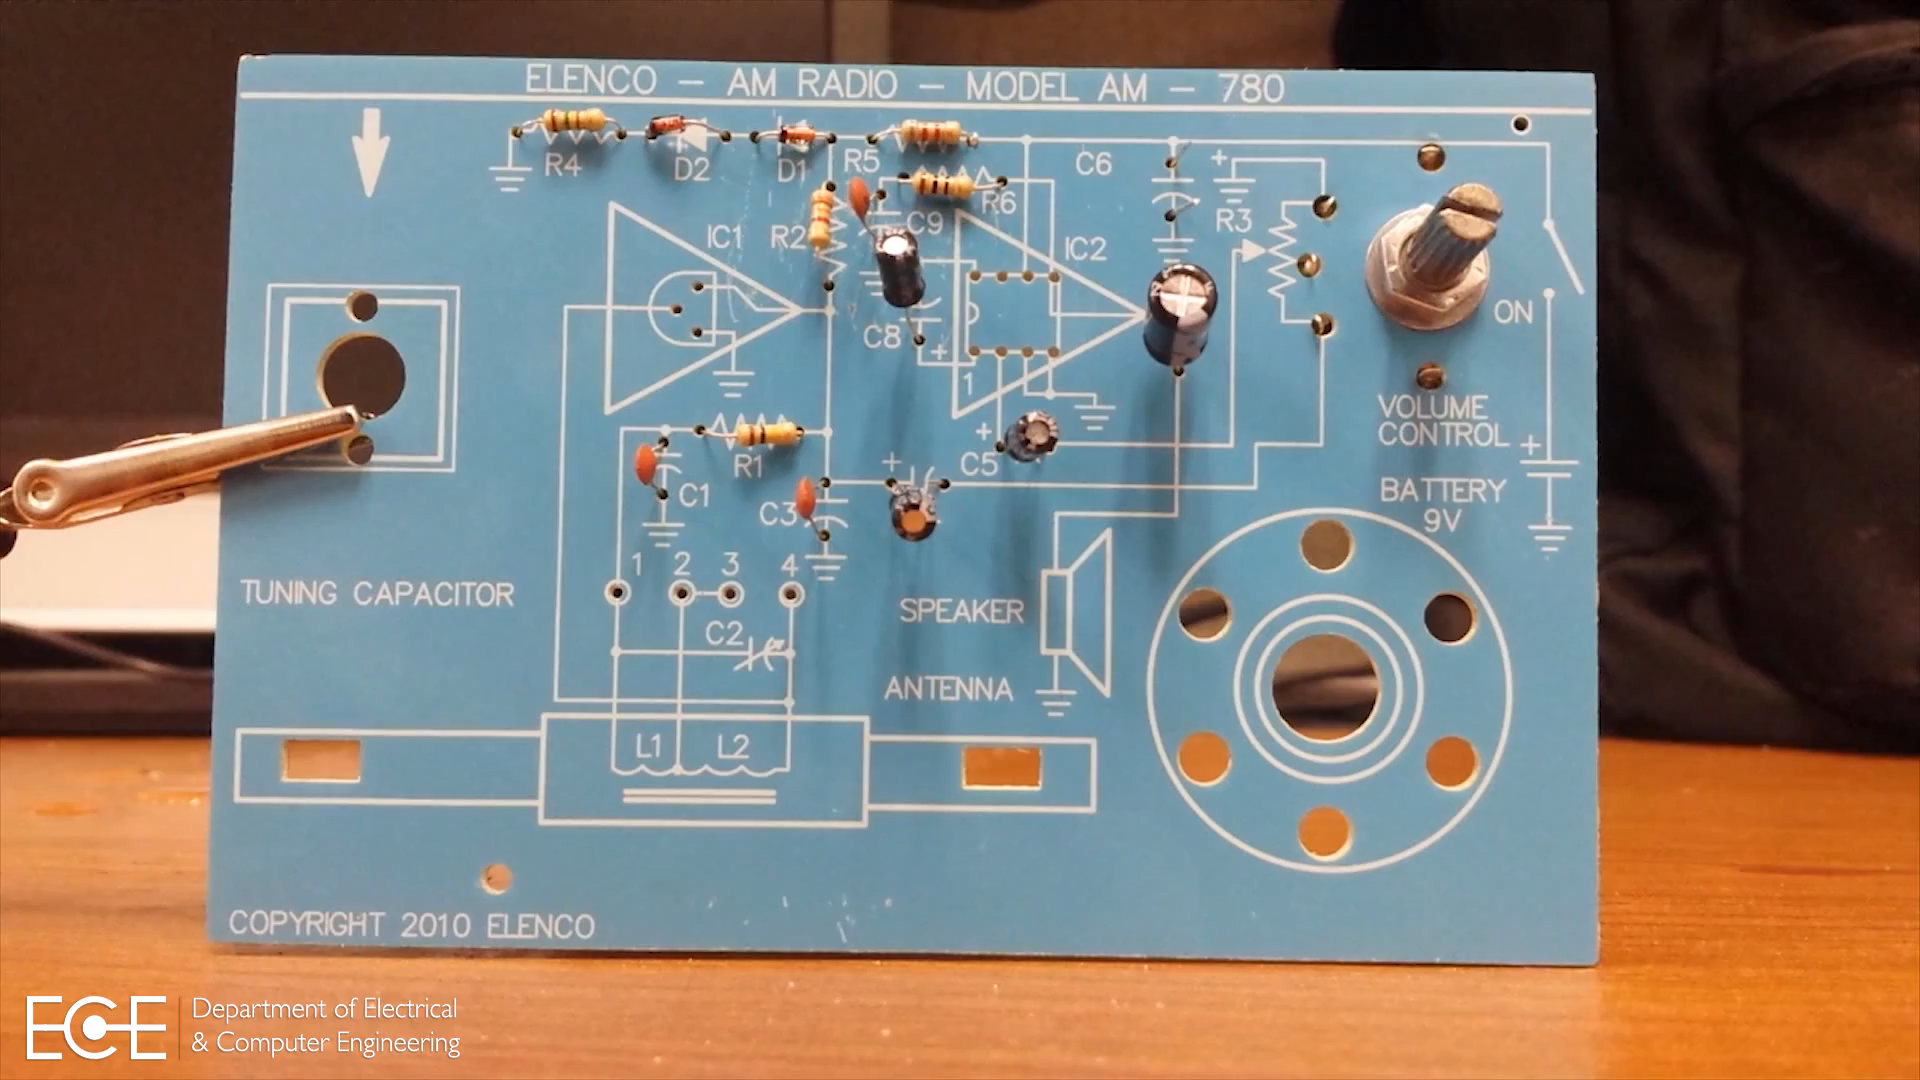 ELENCO - AM RADIO - MODEL AM - 780
R4
D2
D1
R5
C6
+
R6
R3
IC1
R2
C9
IC2
C8
+
1
ON
VOLUME
CONTROL
+
R1
C5
+
+
C1
C3
BATTERY
9V
1 2 3 4
TUNING CAPACITOR
C2
SPEAKER
ANTENNA
L1 L2
COPYRIGHT 2010 ELENCO
ECE
Department of Electrical
& Computer Engineering